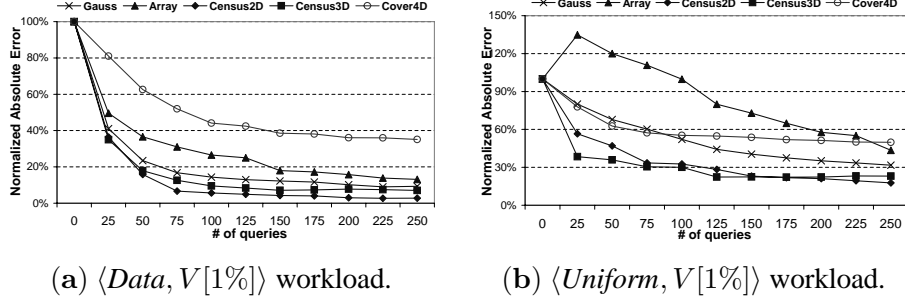 Gauss Array Census2D Census3D Cover4D
100%
80%
60%
40%
20%
0%
Normalized Absolute Error
0 25 50 75 100 125 150 175 200 225 250
# of queries
(a) ⟨Data, V[1%]⟩ workload.
Gauss Array Census2D Census3D Cover4D
150%
120%
90%
60%
30%
0%
Normalized Absolute Error
0 25 50 75 100 125 150 175 200 225 250
# of queries
(b) ⟨Uniform, V[1%]⟩ workload.